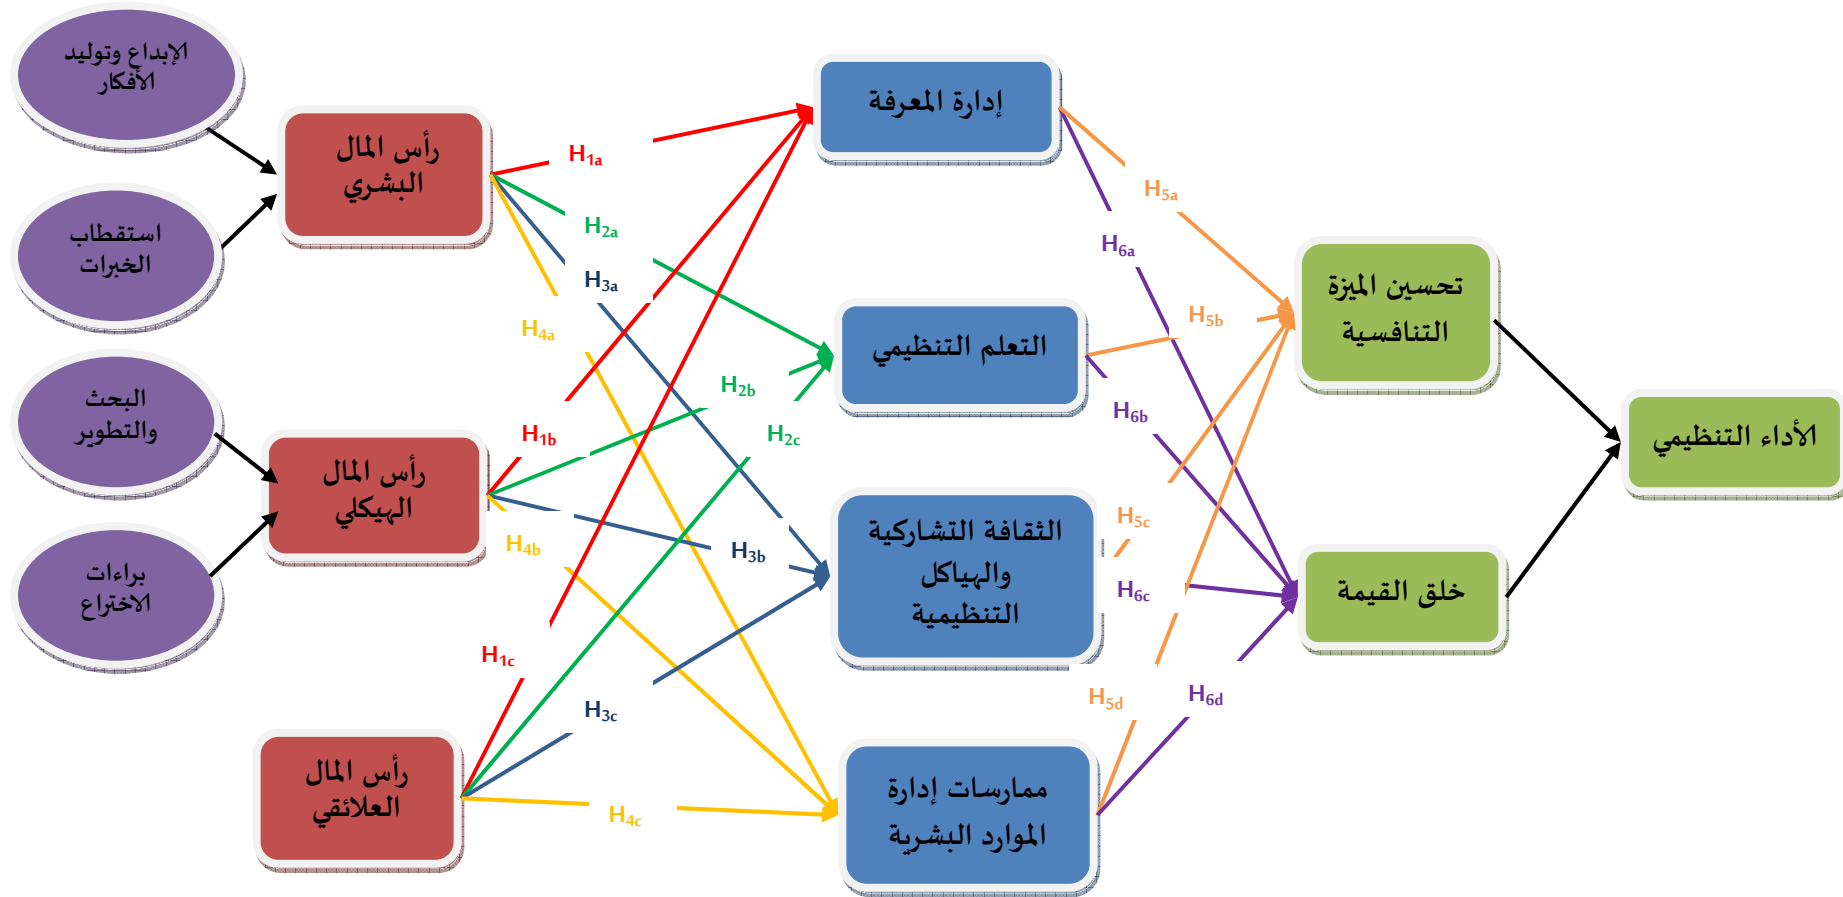 الإبداع وتوليد
الأفكار
استقطاب
الخبرات
البحث
والتطوير
براءات
الاختراع
رأس المال
البشري
رأس المال
الهيكلي
رأس المال
العلائقي
H1a
H2a
H3a
H4a
H1b
H2b
H3b
H4b
H1c
H2c
H3c
H4c
إدارة المعرفة
التعلم التنظيمي
الثقافة التشاركية
والهياكل
التنظيمية
ممارسات إدارة
الموارد البشرية
H5a
H6a
H5b
H6b
H5c
H6c
H5d
H6d
تحسين الميزة
التنافسية
خلق القيمة
الأداء التنظيمي